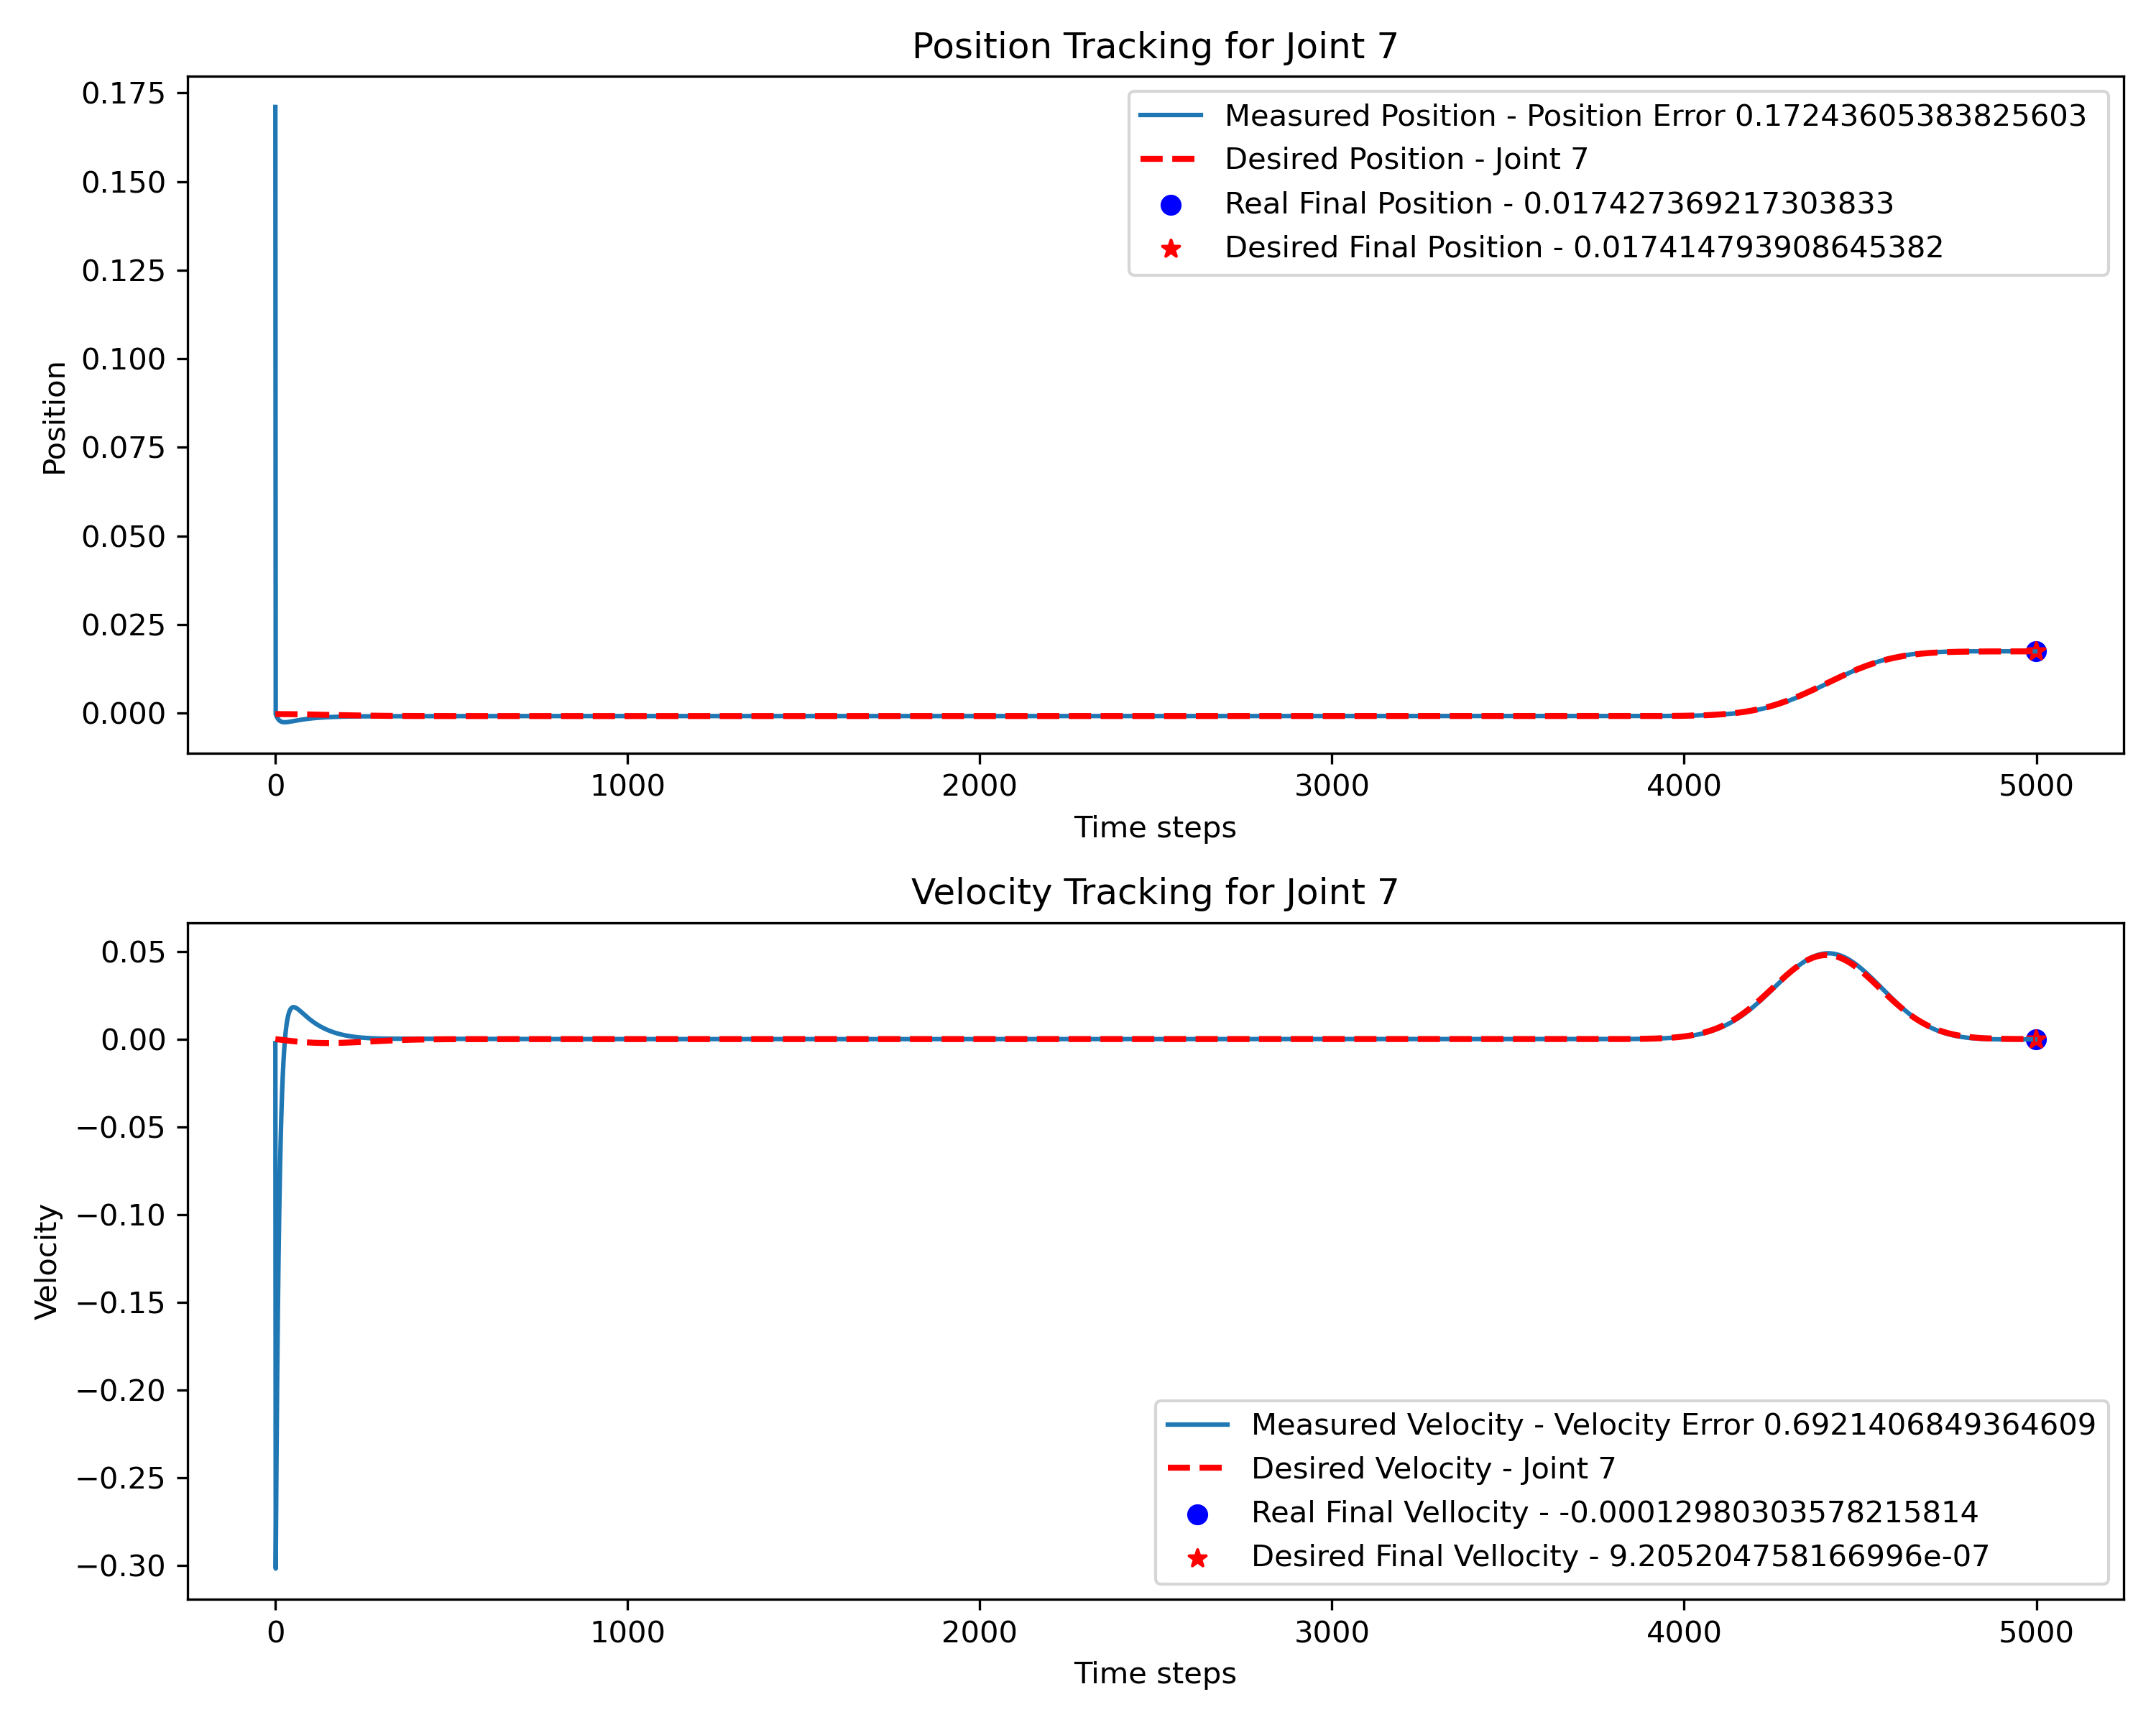 Position Tracking for Joint 7
0.175
0.150
0.125
0.100
0.075
0.050
0.025
0.000
Position
Measured Position - Position Error 0.17243605383825603
Desired Position - Joint 7
Real Final Position - 0.017427369217303833
Desired Final Position - 0.017414793908645382
0 1000 2000 3000 4000 5000
Time steps
Velocity Tracking for Joint 7
0.05
0.00
−0.05
−0.10
−0.15
−0.20
−0.25
−0.30
Velocity
Measured Velocity - Velocity Error 0.6921406849364609
Desired Velocity - Joint 7
Real Final Vellocity - -0.00012980303578215814
Desired Final Vellocity - 9.205204758166996e-07
0 1000 2000 3000 4000 5000
Time steps